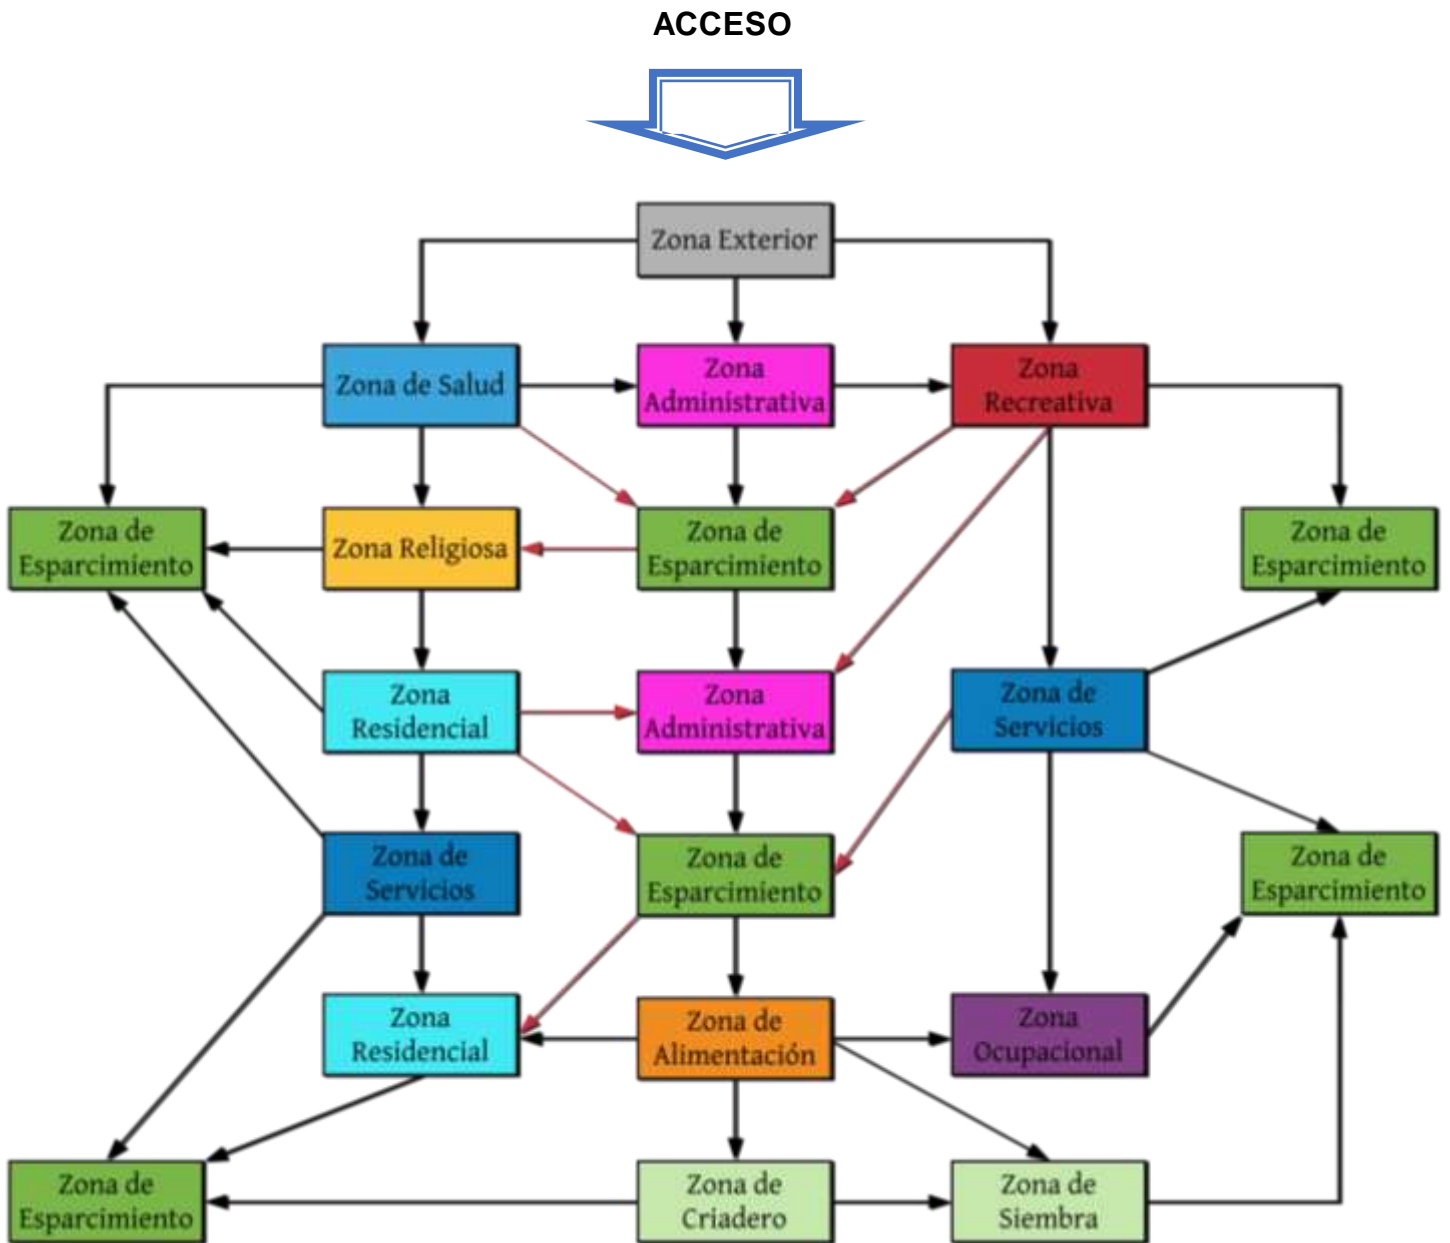 ACCESO
Zona Exterior
Zona de Salud
Zona
Administrativa
Zona
Recreativa
Zona de
Esparcimiento
Zona Religiosa
Zona de
Esparcimiento
Zona de
Esparcimiento
Zona
Residencial
Zona
Administrativa
Zona de
Servicios
Zona de
Servicios
Zona de
Esparcimiento
Zona de
Esparcimiento
Zona
Residencial
Zona de
Alimentación
Zona
Ocupacional
Zona de
Esparcimiento
Zona de
Criadero
Zona de
Siembra